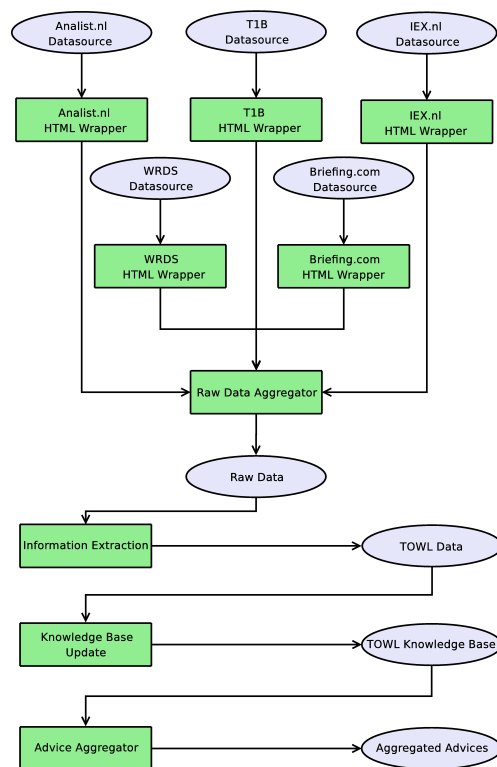 Analist.nl
Datasource
T1B
Datasource
IEX.nl
Datasource
Analist.nl
HTML Wrapper
T1B
HTML Wrapper
IEX.nl
HTML Wrapper
WRDS
Datasource
Briefing.com
Datasource
WRDS
HTML Wrapper
Briefing.com
HTML Wrapper
Raw Data Aggregator
Raw Data
Information Extraction
TOWL Data
Knowledge Base
Update
TOWL Knowledge Base
Advice Aggregator
Aggregated Advices